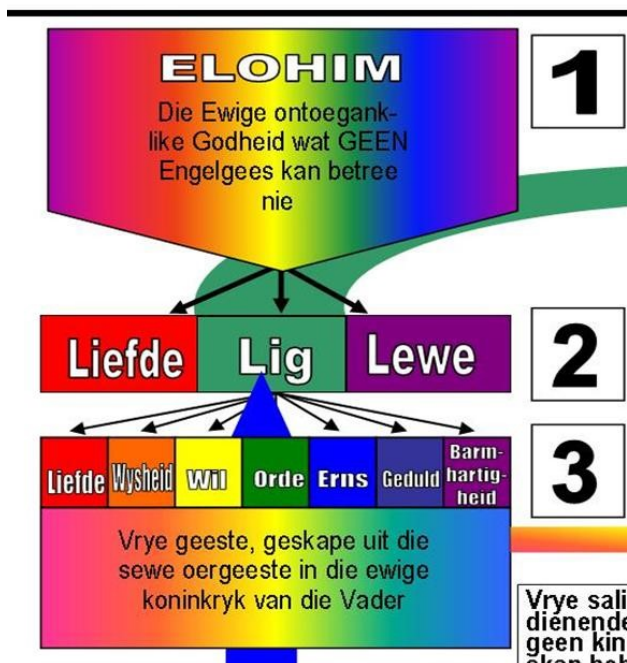 ELOHIM
1
Die Ewige ontoegank-
like Godheid wat GEEN
Engelgees kan betree
nie
Liefde Lig Lewe
2
Liefde Wysheid Wil Orde Erns Geduld Barm-
hartig-
heid
3
Vrye geeste, geskape uit die
sewe oergeeste in die ewige
koninkryk van die Vader
Vrye sali
dienende
geen kin